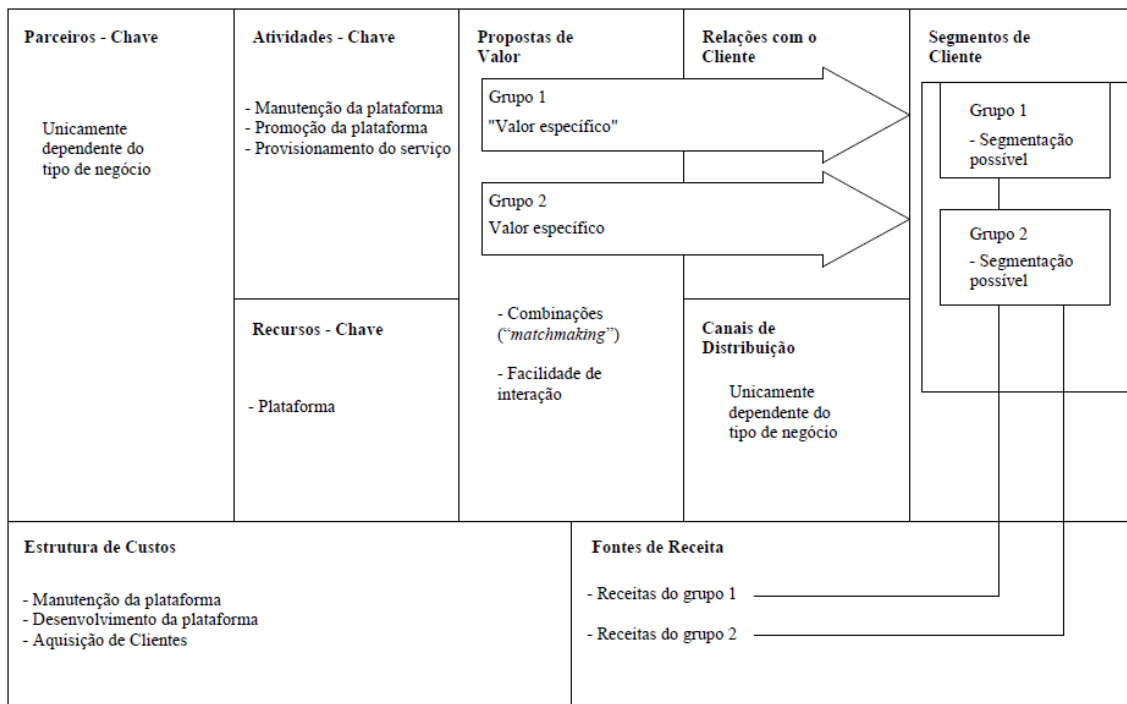 Parceiros - Chave
Unicamente
dependente do
tipo de negócio
Atividades - Chave
- Manutenção da plataforma
- Promoção da plataforma
- Provisionamento do serviço
Recursos - Chave
- Plataforma
Propostas de
Valor
Grupo 1
"Valor específico"
Grupo 2
Valor específico
- Combinações
(“matchmaking”)
- Facilidade de
interação
Relações com o
Cliente
Canais de
Distribuição
Unicamente
dependente do
tipo de negócio
Segmentos de
Cliente
Grupo 1
- Segmentação
possível
Grupo 2
- Segmentação
possível
Estrutura de Custos
- Manutenção da plataforma
- Desenvolvimento da plataforma
- Aquisição de Clientes
Fontes de Receita
- Receitas do grupo 1
- Receitas do grupo 2